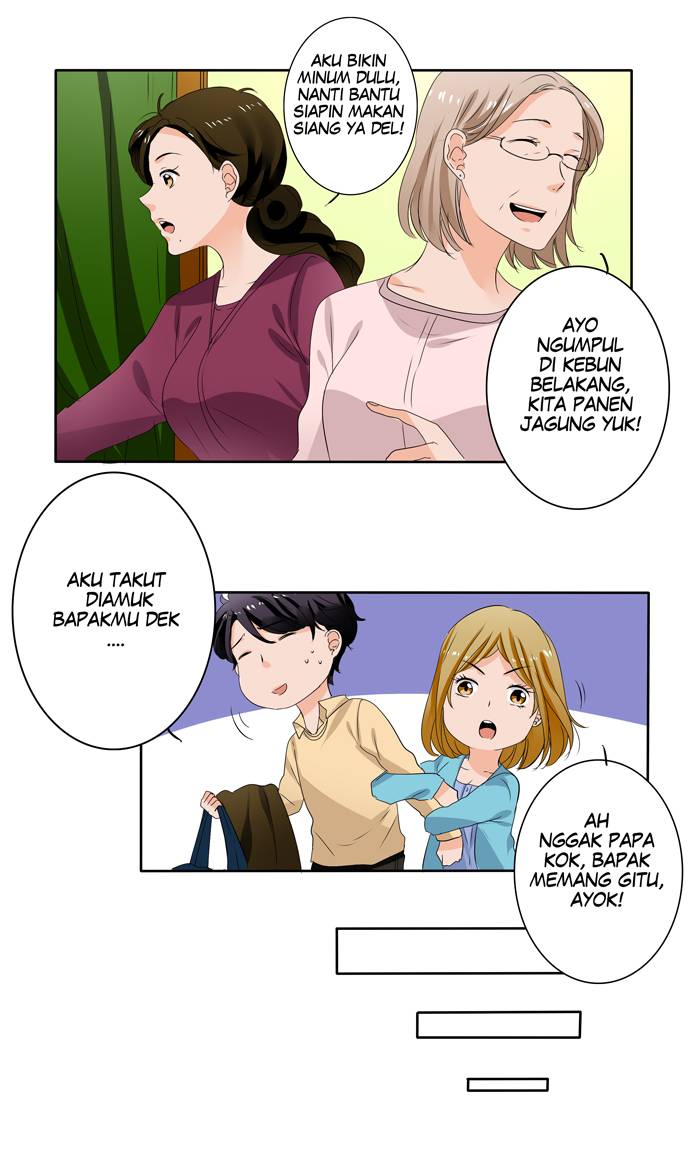 AKU BIKIN
MINUM DULU,
NANTI BANTU
SIAPIN MAKAN
SIANG YA DEL!
AYO
NGUMPUL
DI KEBUN
BELAKANG,
KITA PANEN
JAGUNG YUK!
AKU TAKUT
DIAMUK
BAPAKMU DEK
....
AH
NGGAK PAPA
KOK, BAPAK
MEMANG GITU,
AYOK!